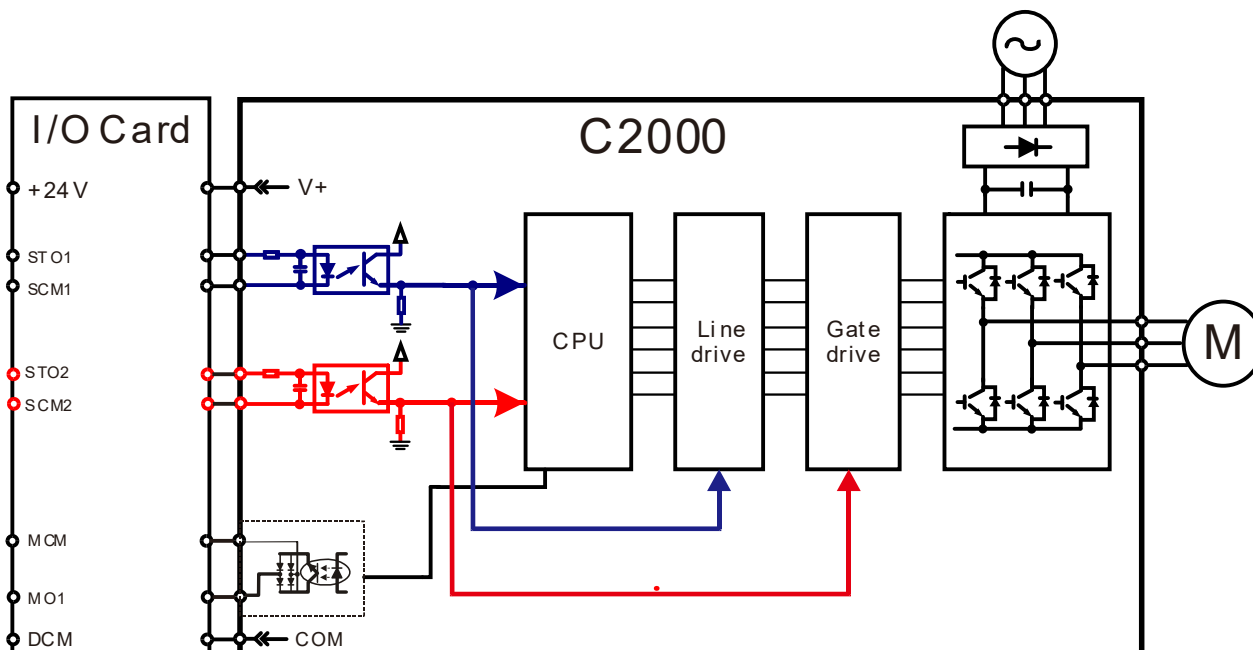 I/O Card
C2000
+24V
V+
STO1
SCM1
STO2
SCM2
CPU
Line
drive
Gate
drive
M
MCM
MO1
DCM
COM